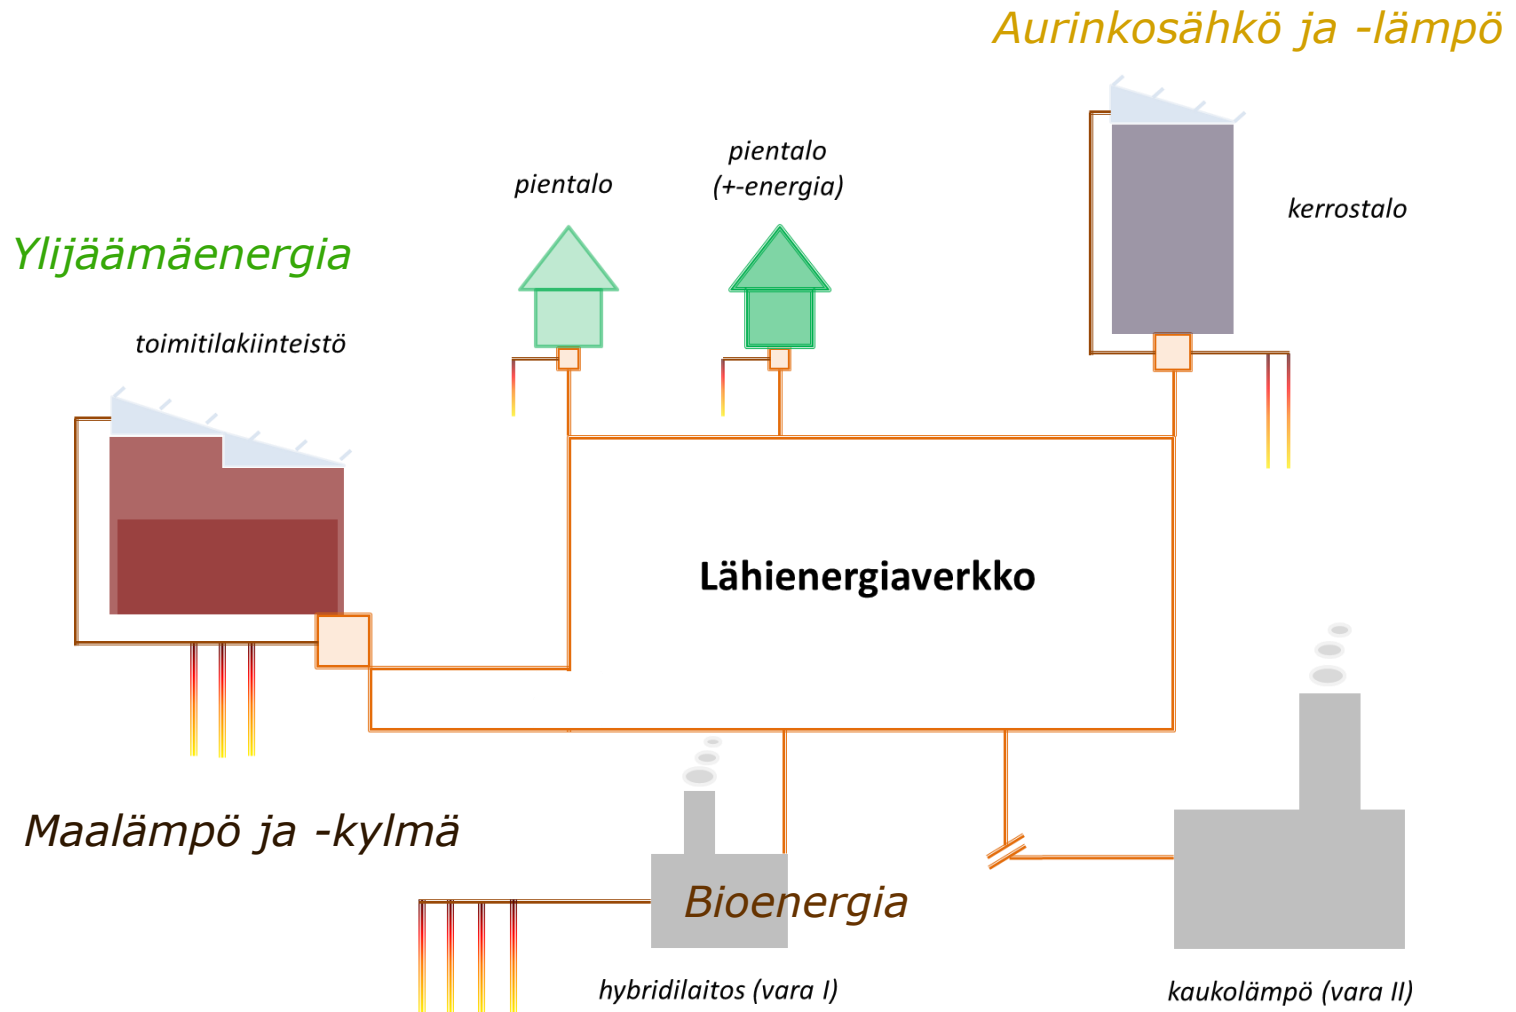 Aurinkosähkö ja -lämpö
pientalo
(+-energia)
pientalo
kerrostalo
Ylijäämäenergia
toimitilakiinteistö
Lähienergiaverkko
Maalämpö ja -kylmä
Bioenergia
hybridilaitos (vara I)
kaukolämpö (vara II)